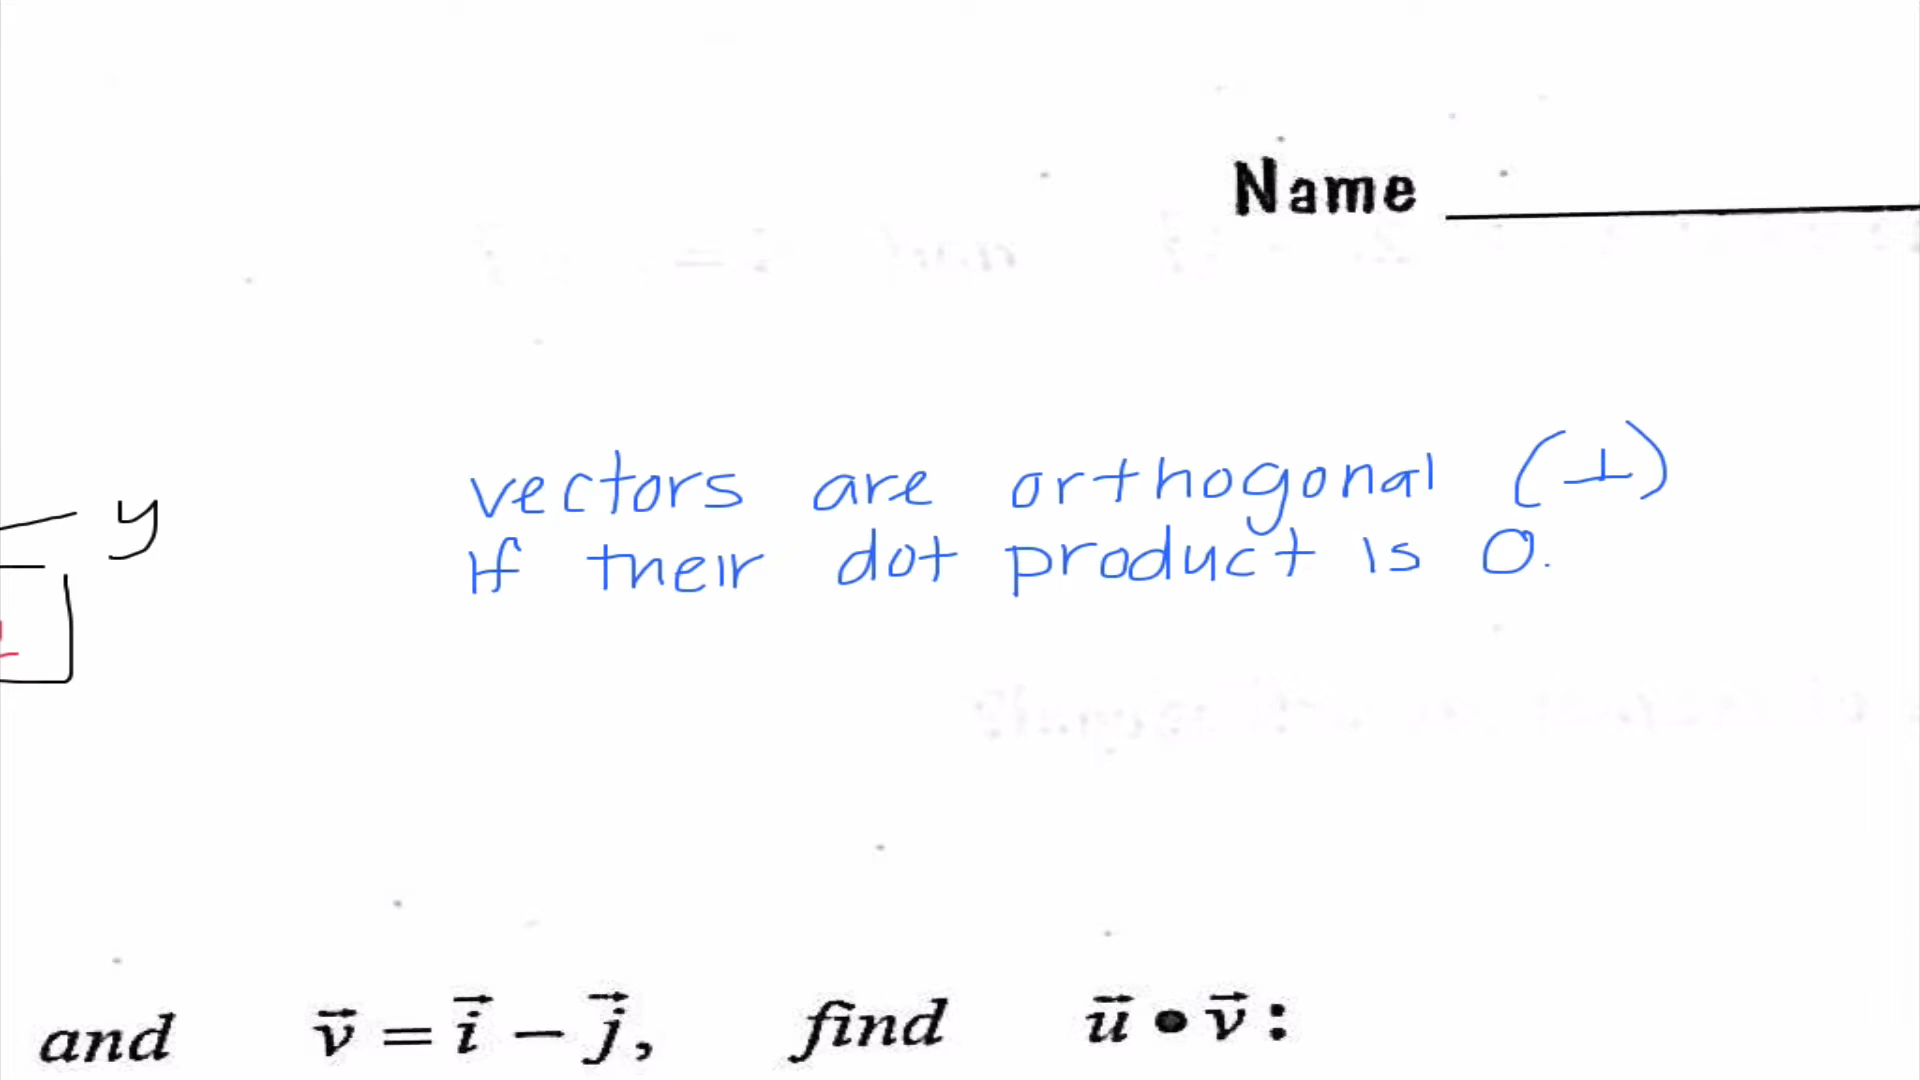 Name
y
vectors are orthogonal (⊥)
if their dot product is 0.
and v⃗ = i⃗ − j⃗, find u⃗ • v⃗ :